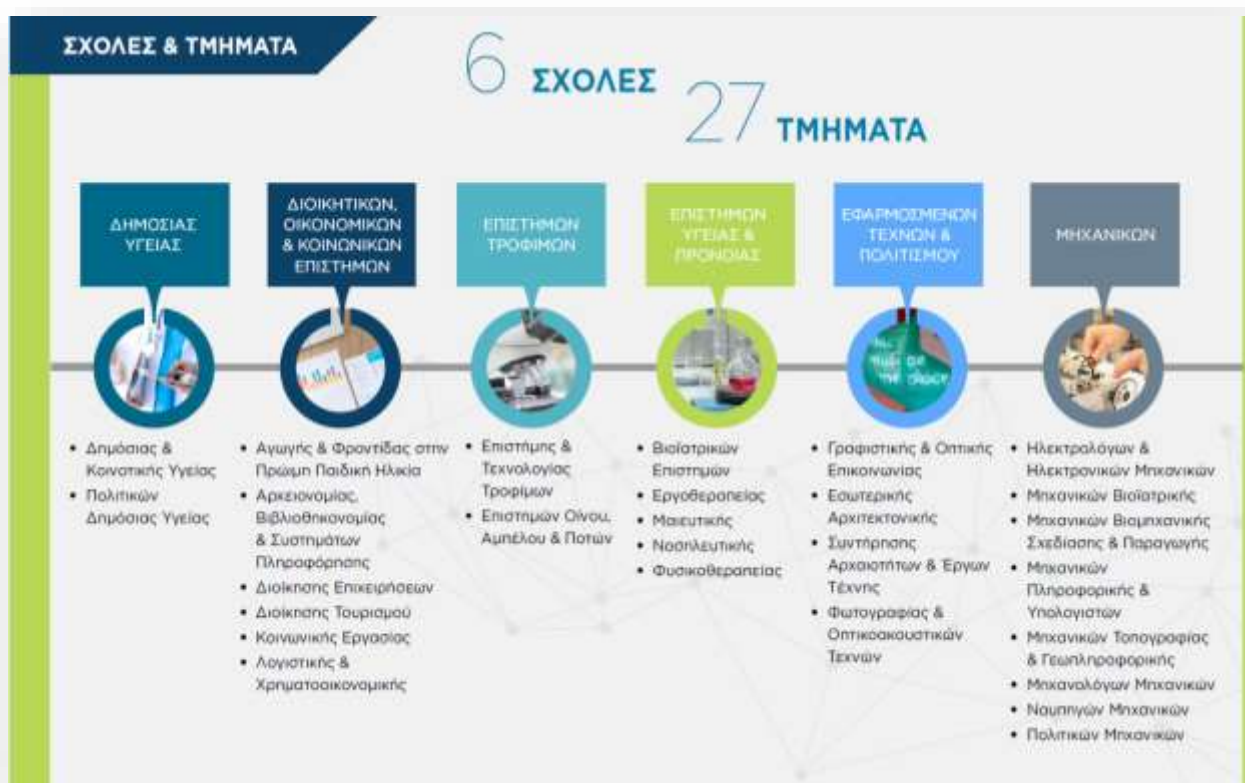 ΣΧΟΛΕΣ & ΤΜΗΜΑΤΑ
6 ΣΧΟΛΕΣ
27 ΤΜΗΜΑΤΑ
ΔΗΜΟΣΙΑΣ
ΥΓΕΙΑΣ
ΔΙΟΙΚΗΤΙΚΩΝ,
ΟΙΚΟΝΟΜΙΚΩΝ
& ΚΟΙΝΩΝΙΚΩΝ
ΕΠΙΣΤΗΜΩΝ
ΕΠΙΣΤΗΜΩΝ
ΤΡΟΦΙΜΩΝ
ΕΠΙΣΤΗΜΩΝ
ΥΓΕΙΑΣ &
ΠΡΟΝΟΙΑΣ
ΕΦΑΡΜΟΣΜΕΝΩΝ
ΤΕΧΝΩΝ &
ΠΟΛΙΤΙΣΜΟΥ
ΜΗΧΑΝΙΚΩΝ
• Δημόσιας &
Κοινοτικής Υγείας
• Πολιτικών
Δημόσιας Υγείας
• Αγωγής & Φροντίδας στην
Πρώιμη Παιδική Ηλικία
• Αρχειονομίας,
Βιβλιοθηκονομίας
& Συστημάτων
Πληροφόρησης
• Διοίκησης Επιχειρήσεων
• Διοίκησης Τουρισμού
• Κοινωνικής Εργασίας
• Λογιστικής &
Χρηματοοικονομικής
• Επιστήμης &
Τεχνολογίας
Τροφίμων
• Επιστημών Οίνου,
Αμπέλου & Ποτών
• Βιοϊατρικών
Επιστημών
• Εργοθεραπείας
• Μαιευτικής
• Νοσηλευτικής
• Φυσικοθεραπείας
• Γραφιστικής & Οπτικής
Επικοινωνίας
• Εσωτερικής
Αρχιτεκτονικής
• Συντήρησης
Αρχαιοτήτων & Έργων
Τέχνης
• Φωτογραφίας &
Οπτικοακουστικών
Τεχνών
• Ηλεκτρολόγων &
Ηλεκτρονικών Μηχανικών
• Μηχανικών Βιοϊατρικής
• Μηχανικών Βιομηχανικής
Σχεδίασης & Παραγωγής
• Μηχανικών
Πληροφορικής &
Υπολογιστών
• Μηχανικών Τοπογραφίας
& Γεωπληροφορικής
• Μηχανολόγων Μηχανικών
• Ναυπηγών Μηχανικών
• Πολιτικών Μηχανικών